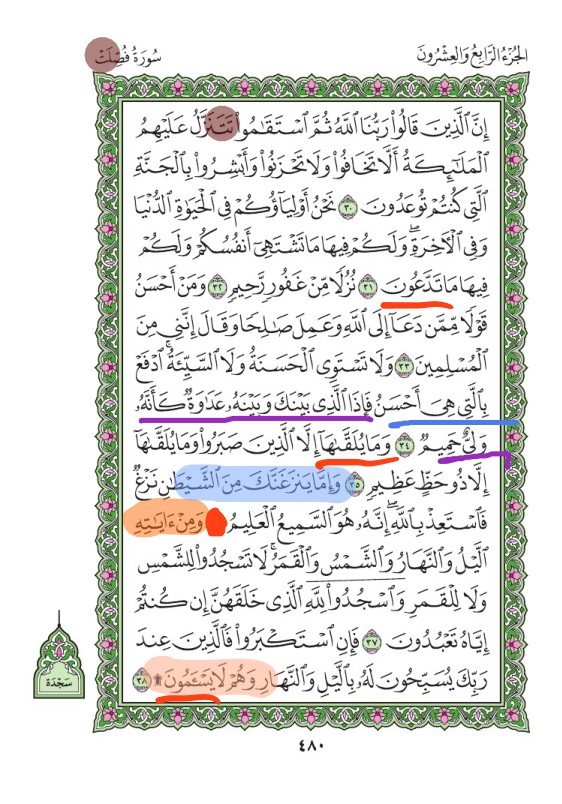 الجُزْءُ الرَّابِعُ وَالعِشْرُونَ
سُورَةُ فُصِّلَتْ
إِنَّ ٱلَّذِينَ قَالُوا۟ رَبُّنَا ٱللَّهُ ثُمَّ ٱسْتَقَٰمُوا۟ تَتَنَزَّلُ عَلَيْهِمُ
ٱلْمَلَٰٓئِكَةُ أَلَّا تَخَافُوا۟ وَلَا تَحْزَنُوا۟ وَأَبْشِرُوا۟ بِٱلْجَنَّةِ
ٱلَّتِى كُنتُمْ تُوعَدُونَ ٣٠ نَحْنُ أَوْلِيَآؤُكُمْ فِى ٱلْحَيَوٰةِ ٱلدُّنْيَا
وَفِى ٱلْـَٔاخِرَةِ ۖ وَلَكُمْ فِيهَا مَا تَشْتَهِىٓ أَنفُسُكُمْ وَلَكُمْ
فِيهَا مَا تَدَّعُونَ ٣١ نُزُلًا مِّنْ غَفُورٍ رَّحِيمٍ ٣٢ وَمَنْ أَحْسَنُ
قَوْلًا مِّمَّن دَعَآ إِلَى ٱللَّهِ وَعَمِلَ صَٰلِحًا وَقَالَ إِنَّنِى مِنَ
ٱلْمُسْلِمِينَ ٣٣ وَلَا تَسْتَوِى ٱلْحَسَنَةُ وَلَا ٱلسَّيِّئَةُ ۚ ٱدْفَعْ
بِٱلَّتِى هِىَ أَحْسَنُ فَإِذَا ٱلَّذِى بَيْنَكَ وَبَيْنَهُۥ عَدَٰوَةٌ كَأَنَّهُۥ
وَلِىٌّ حَمِيمٌ ٣٤ وَمَا يُلَقَّىٰهَآ إِلَّا ٱلَّذِينَ صَبَرُوا۟ وَمَا يُلَقَّىٰهَآ
إِلَّا ذُو حَظٍّ عَظِيمٍ ٣٥ وَإِمَّا يَنزَغَنَّكَ مِنَ ٱلشَّيْطَٰنِ نَزْغٌ
فَٱسْتَعِذْ بِٱللَّهِ ۖ إِنَّهُۥ هُوَ ٱلسَّمِيعُ ٱلْعَلِيمُ وَمِنْ ءَايَٰتِهِ
ٱلَّيْلُ وَٱلنَّهَارُ وَٱلشَّمْسُ وَٱلْقَمَرُ ۚ لَا تَسْجُدُوا۟ لِلشَّمْسِ
وَلَا لِلْقَمَرِ وَٱسْجُدُوا۟ لِلَّهِ ٱلَّذِى خَلَقَهُنَّ إِن كُنتُمْ
إِيَّاهُ تَعْبُدُونَ ٣٧ فَإِنِ ٱسْتَكْبَرُوا۟ فَٱلَّذِينَ عِندَ
رَبِّكَ يُسَبِّحُونَ لَهُۥ بِٱلَّيْلِ وَٱلنَّهَارِ وَهُمْ لَا يَسْـَٔمُونَ ۩ ٣٨
سَجْدَة
٤٨٠